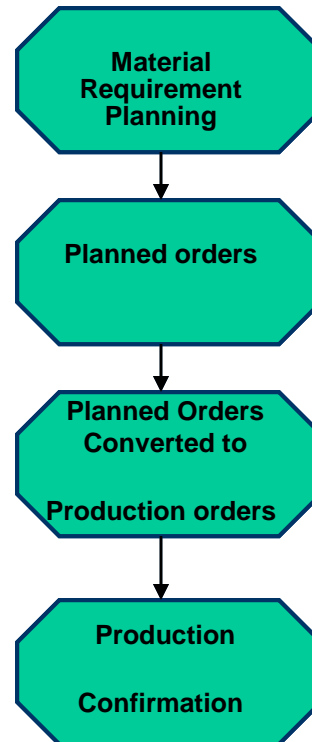 Material
Requirement
Planning
Planned orders
Planned Orders
Converted to
Production orders
Production
Confirmation